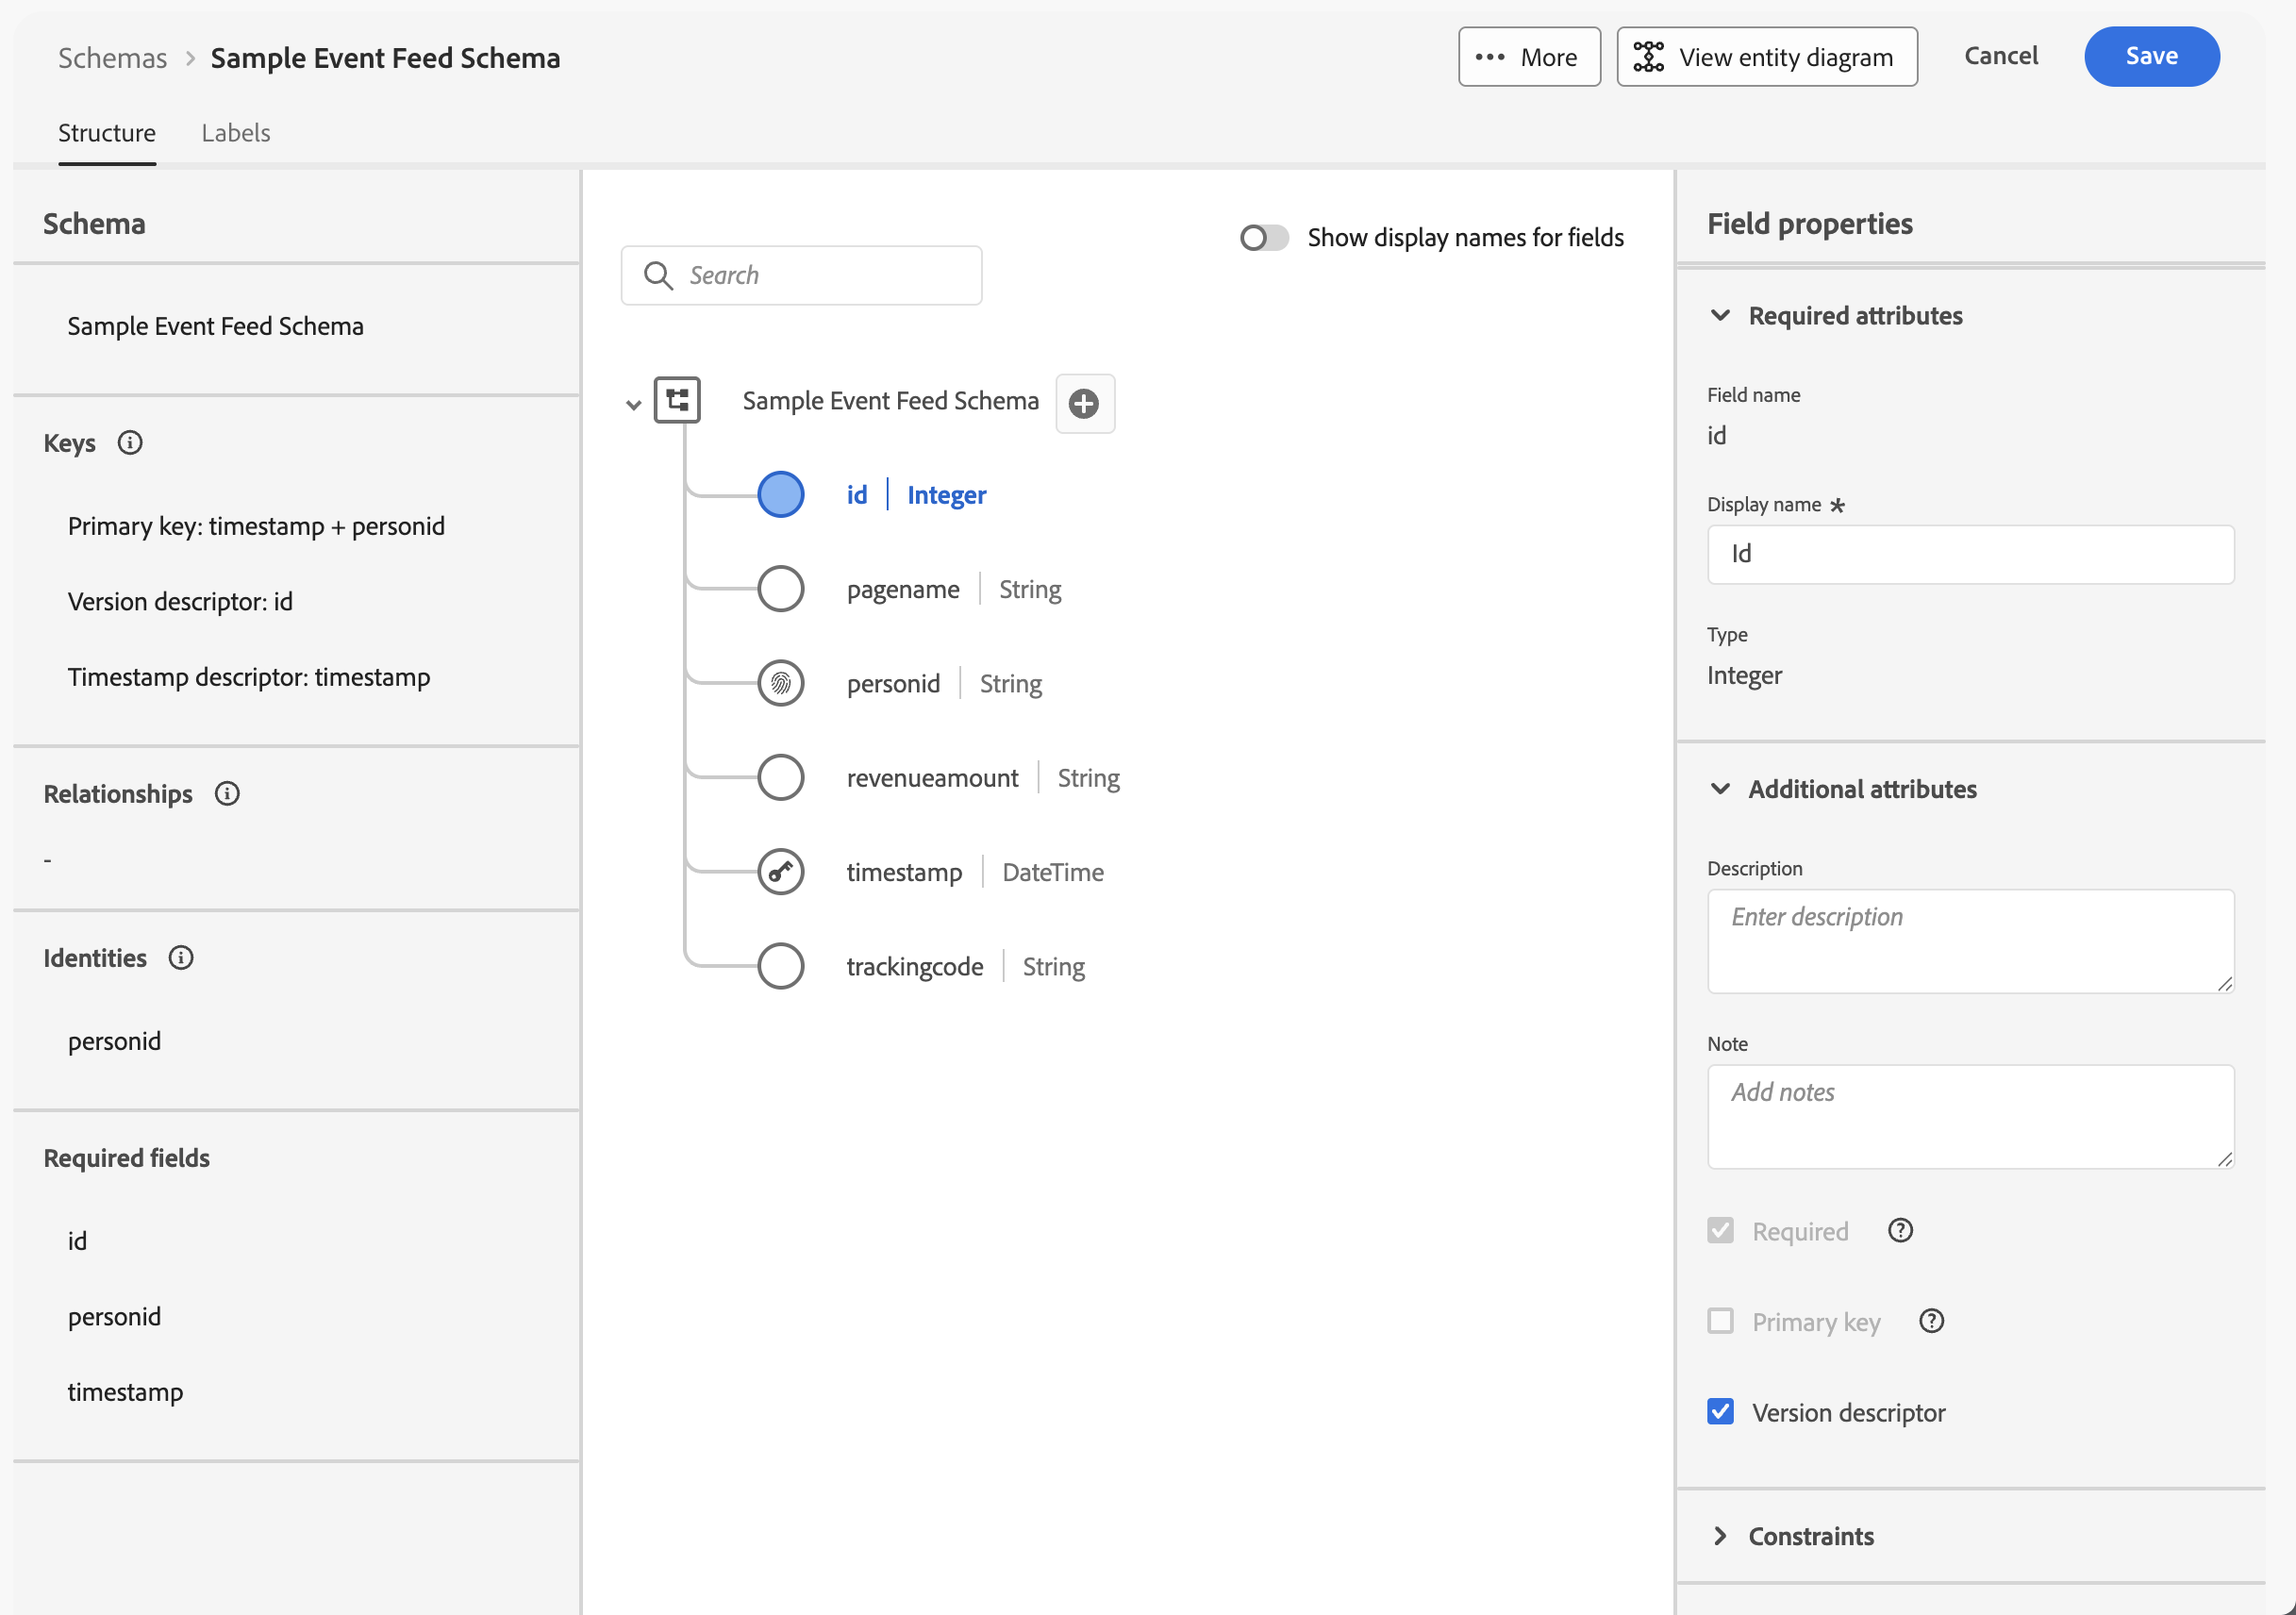 Schemas > Sample Event Feed Schema
More
View entity diagram
Cancel
Save
Structure
Labels
Schema
Sample Event Feed Schema
Keys
Primary key: timestamp + personid
Version descriptor: id
Timestamp descriptor: timestamp
Relationships
-
Identities
personid
Required fields
id
personid
timestamp
Show display names for fields
Search
Sample Event Feed Schema
id | Integer
pagename | String
personid | String
revenueamount | String
timestamp | DateTime
trackingcode | String
Field properties
Required attributes
Field name
id
Display name *
Id
Type
Integer
Additional attributes
Description
Enter description
Note
Add notes
Required
Primary key
Version descriptor
Constraints